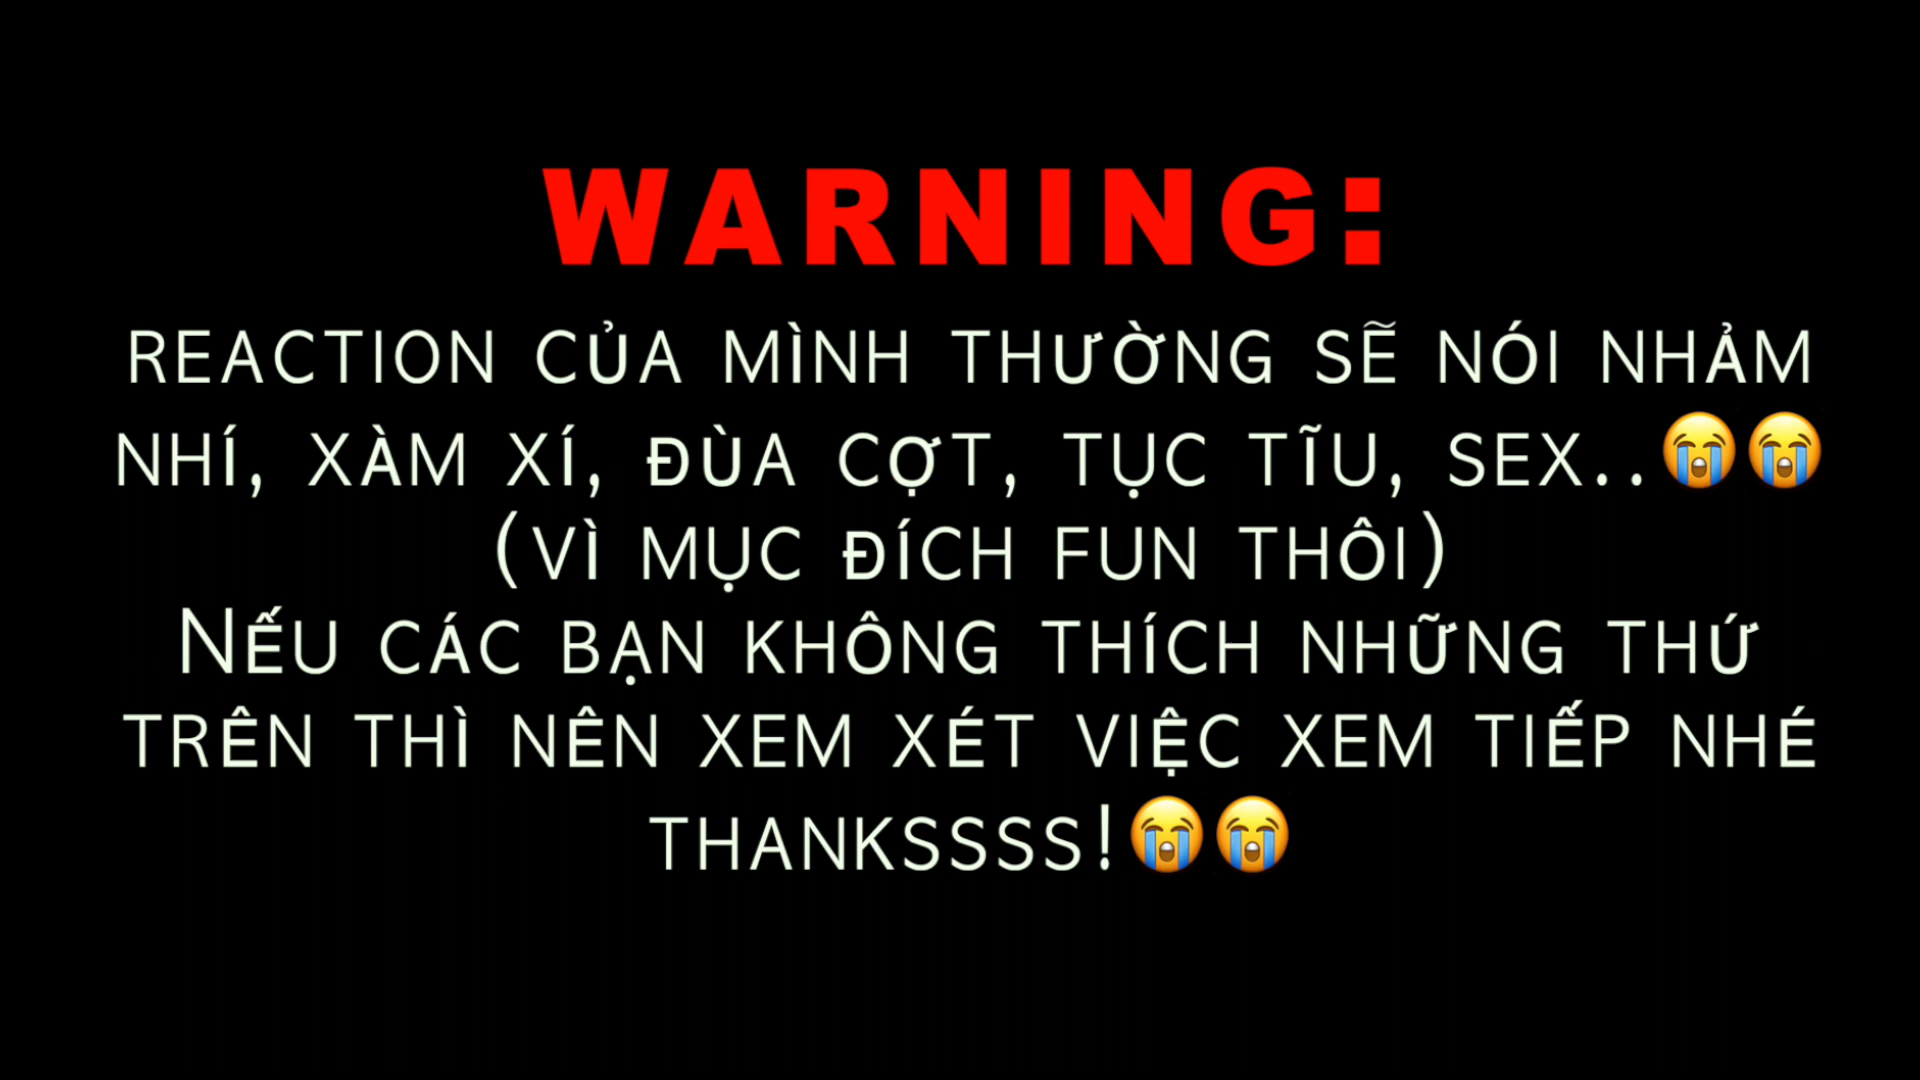 WARNING:
REACTION CỦA MÌNH THƯỜNG SẼ NÓI NHẢM
NHÍ, XÀM XÍ, ĐÙA CỢT, TỤC TĨU, SEX..😭😭
(VÌ MỤC ĐÍCH FUN THÔI)
NẾU CÁC BẠN KHÔNG THÍCH NHỮNG THỨ
TRÊN THÌ NÊN XEM XÉT VIỆC XEM TIẾP NHÉ
THANKSSSS!😭😭